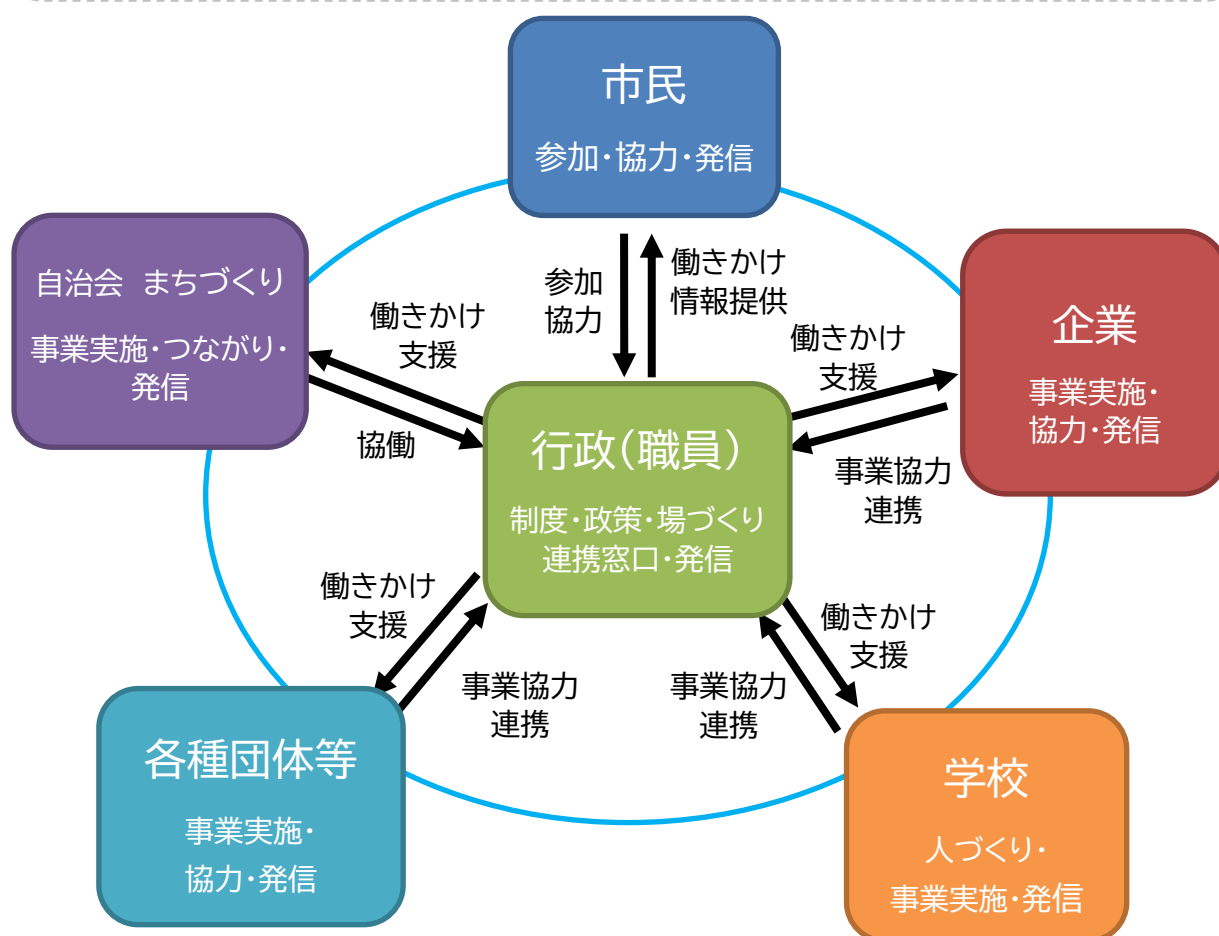 市民
参加・協力・発信
自治会　まちづくり
事業実施・つながり・
発信
企業
事業実施・
協力・発信
参加
協力
働きかけ
情報提供
働きかけ
支援
協働
働きかけ
支援
事業協力
連携
行政（職員）
制度・政策・場づくり
連携窓口・発信
働きかけ
支援
事業協力
連携
事業協力
連携
働きかけ
支援
各種団体等
事業実施・
協力・発信
学校
人づくり・
事業実施・発信